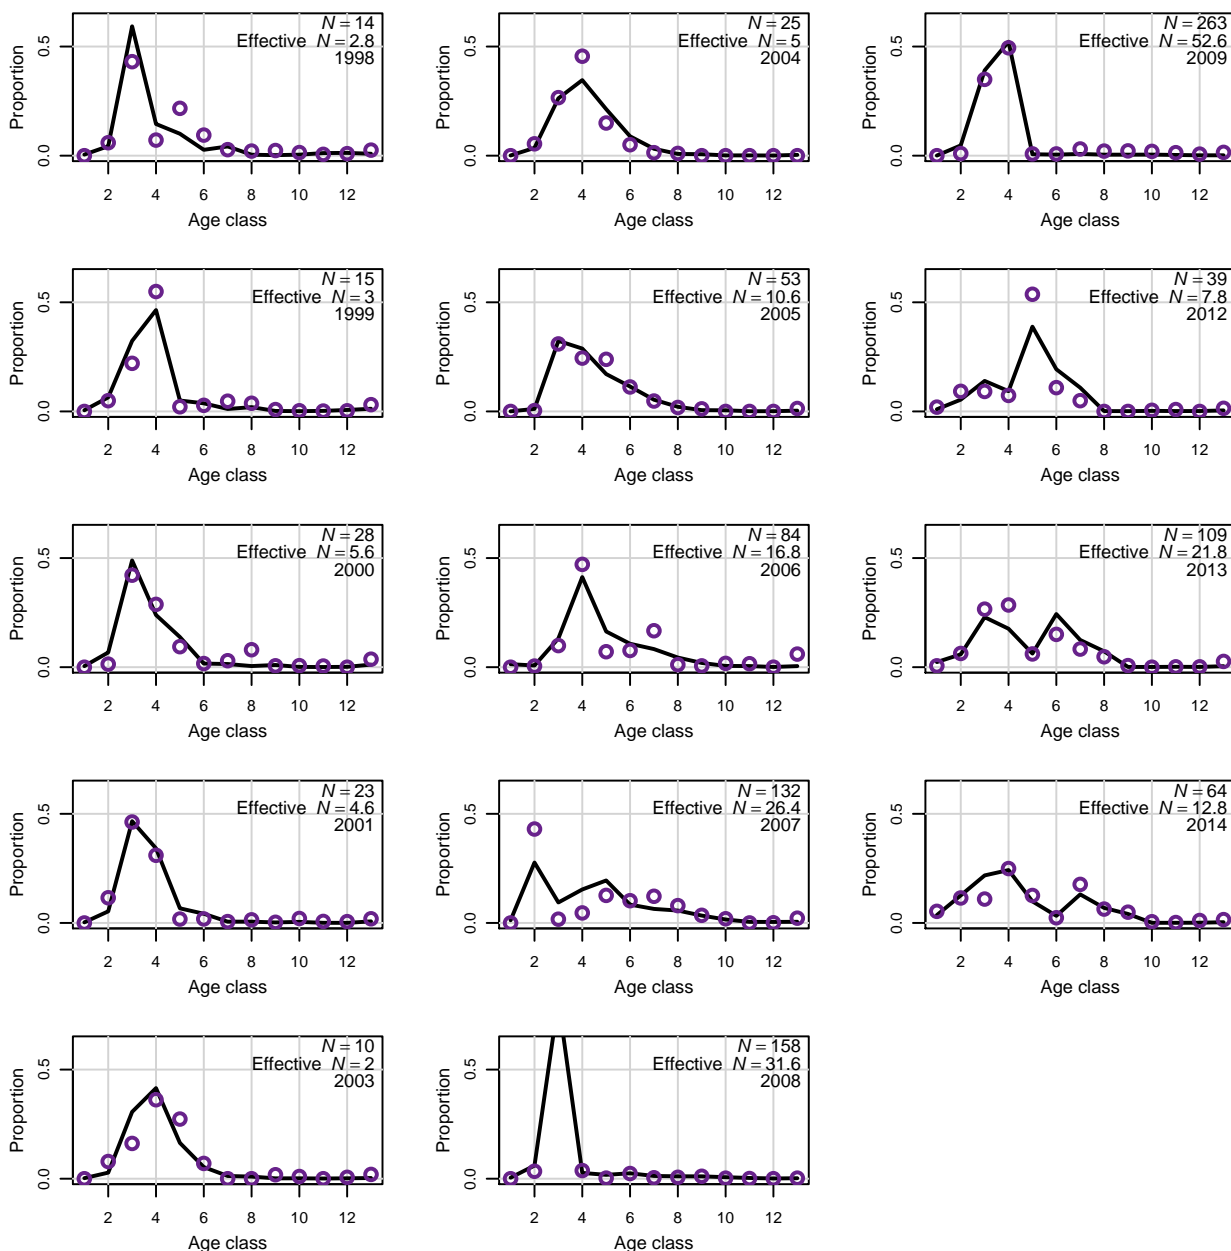 N = 14
Effective N = 2.8
1998
Proportion
0.5
0.0
2 4 6 8 10 12
Age class
N = 25
Effective N = 5
2004
Proportion
0.5
0.0
2 4 6 8 10 12
Age class
N = 263
Effective N = 52.6
2009
Proportion
0.5
0.0
2 4 6 8 10 12
Age class
N = 15
Effective N = 3
1999
Proportion
0.5
0.0
2 4 6 8 10 12
Age class
N = 53
Effective N = 10.6
2005
Proportion
0.5
0.0
2 4 6 8 10 12
Age class
N = 39
Effective N = 7.8
2012
Proportion
0.5
0.0
2 4 6 8 10 12
Age class
N = 28
Effective N = 5.6
2000
Proportion
0.5
0.0
2 4 6 8 10 12
Age class
N = 84
Effective N = 16.8
2006
Proportion
0.5
0.0
2 4 6 8 10 12
Age class
N = 109
Effective N = 21.8
2013
Proportion
0.5
0.0
2 4 6 8 10 12
Age class
N = 23
Effective N = 4.6
2001
Proportion
0.5
0.0
2 4 6 8 10 12
Age class
N = 132
Effective N = 26.4
2007
Proportion
0.5
0.0
2 4 6 8 10 12
Age class
N = 64
Effective N = 12.8
2014
Proportion
0.5
0.0
2 4 6 8 10 12
Age class
N = 10
Effective N = 2
2003
Proportion
0.5
0.0
2 4 6 8 10 12
Age class
N = 158
Effective N = 31.6
2008
Proportion
0.5
0.0
2 4 6 8 10 12
Age class